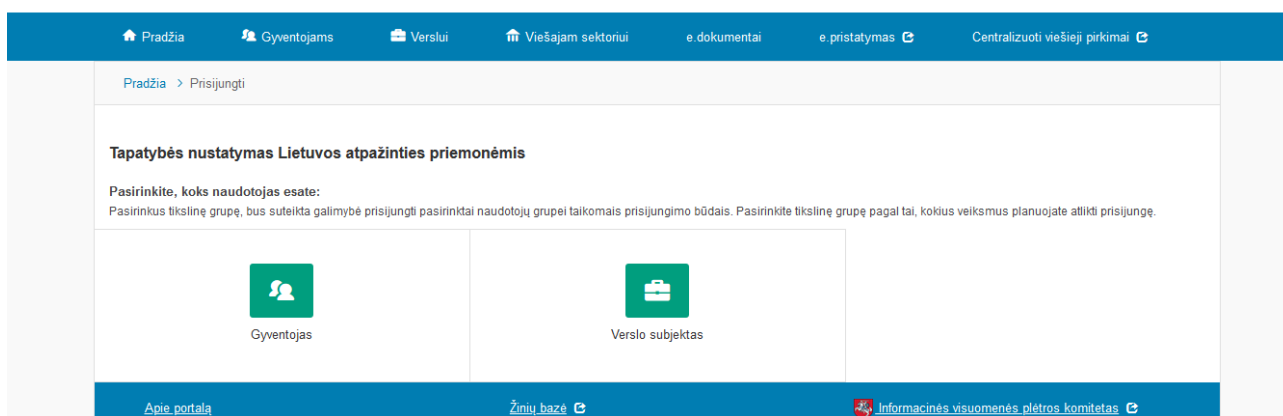 Pradžia Gyventojams Verslui Viešajam sektoriui e.dokumentai e.pristatymas Centralizuoti viešieji pirkimai
Pradžia > Prisijungti
Tapatybės nustatymas Lietuvos atpažinties priemonėmis
Pasirinkite, koks naudotojas esate:
Pasirinkus tikslinę grupę, bus suteikta galimybė prisijungti pasirinktai naudotojų grupei taikomais prisijungimo būdais. Pasirinkite tikslinę grupę pagal tai, kokius veiksmus planuojate atlikti prisijungę.
Gyventojas Verslo subjektas
Apie portalą Žinių bazė Informacinės visuomenės plėtros komitetas